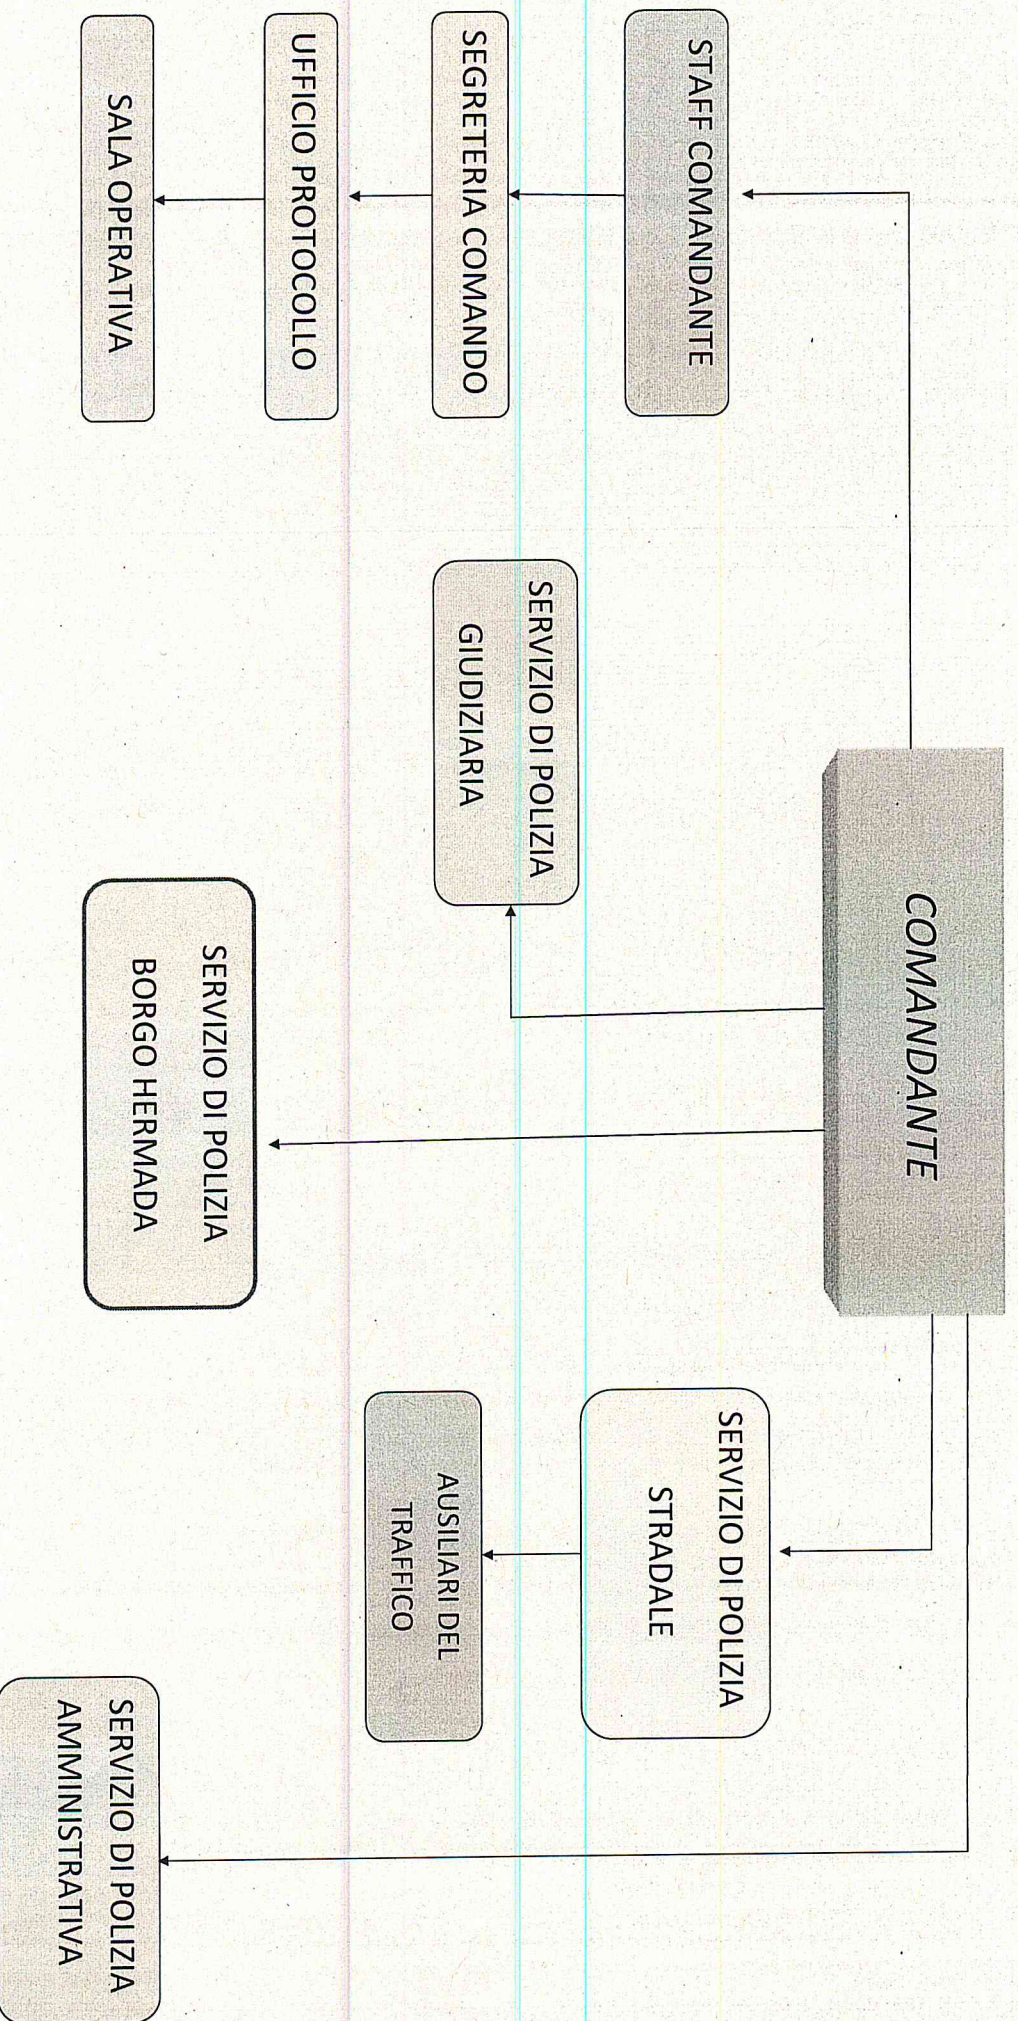 COMANDANTE
STAFF COMANDANTE
SEGRETERIA COMANDO
UFFICIO PROTOCOLLO
SALA OPERATIVA
SERVIZIO DI POLIZIA
GIUDIZIARIA
SERVIZIO DI POLIZIA
BORGO HERMADA
SERVIZIO DI POLIZIA
STRADALE
AUSILIARI DEL
TRAFFICO
SERVIZIO DI POLIZIA
AMMINISTRATIVA